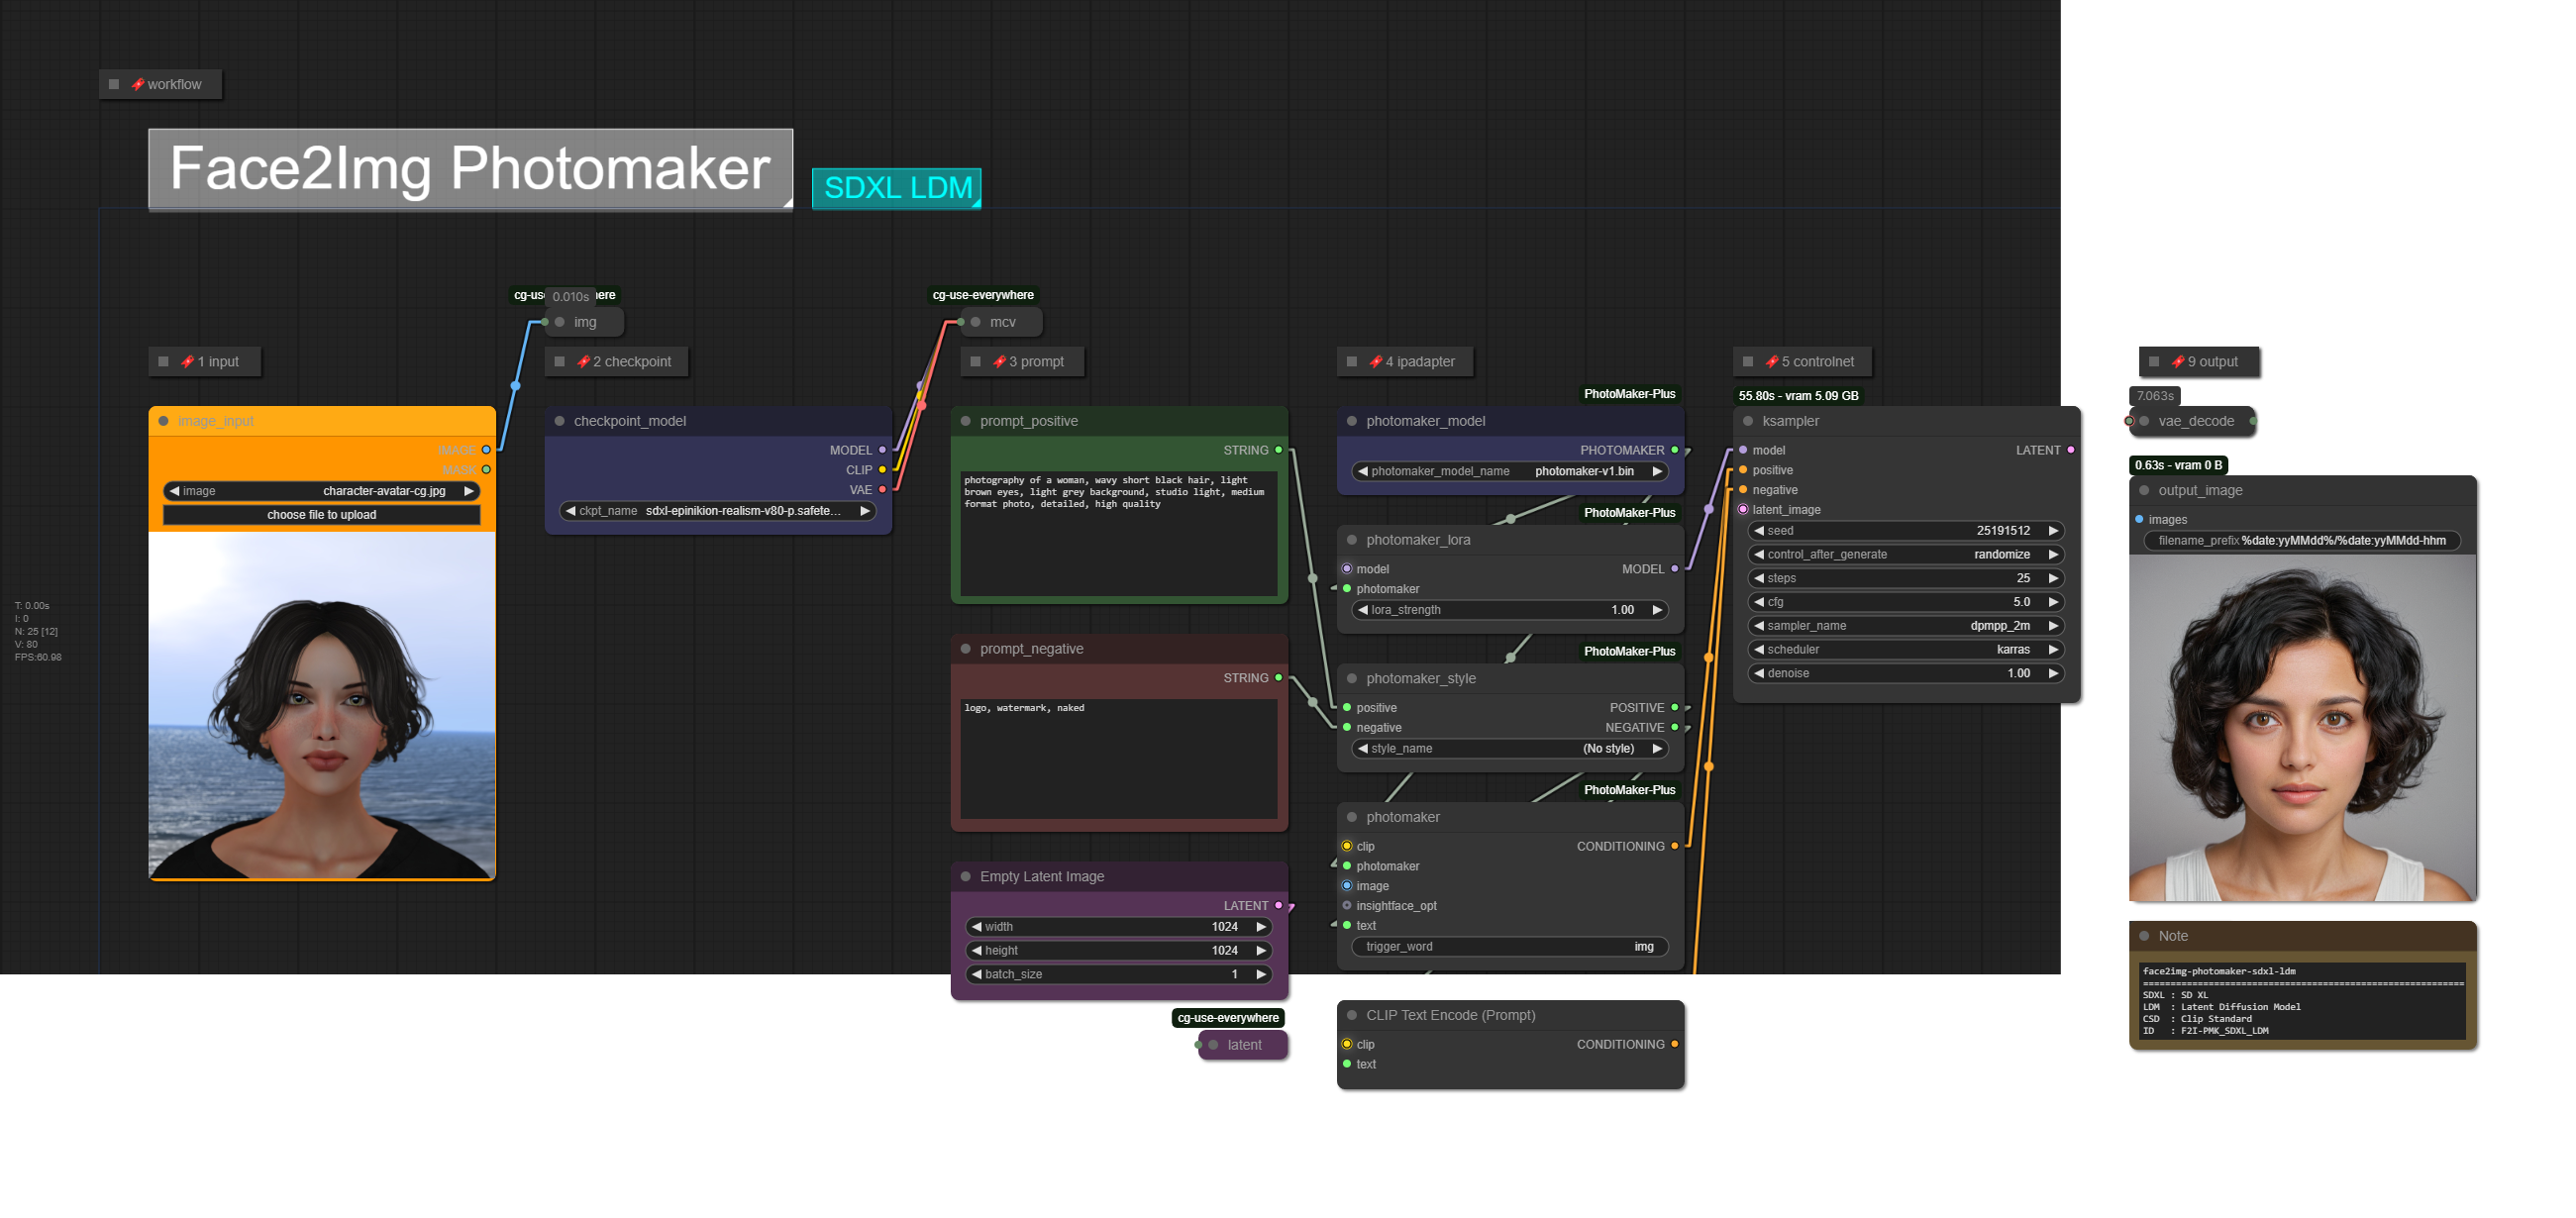 workflow
Face2Img Photomaker
SDXL LDM
cg-use-everywhere
0.010s
img
cg-use-everywhere
mcv
1 input
2 checkpoint
3 prompt
4 ipadapter
5 controlnet
9 output
image_input
IMAGE
MASK
image character-avatar-cg.jpg
choose file to upload
T: 0.00s
I: 0
N: 25 [12]
V: 80
FPS:60.98
checkpoint_model
MODEL
CLIP
VAE
ckpt_name sdxl-epinikion-realism-v80-p.safete...
prompt_positive
STRING
photography of a woman, wavy short black hair, light
brown eyes, light grey background, studio light, medium
format photo, detailed, high quality
prompt_negative
STRING
logo, watermark, naked
Empty Latent Image
LATENT
width 1024
height 1024
batch_size 1
cg-use-everywhere
latent
PhotoMaker-Plus
photomaker_model
PHOTOMAKER
photomaker_model_name photomaker-v1.bin
PhotoMaker-Plus
photomaker_lora
model MODEL
photomaker
lora_strength 1.00
PhotoMaker-Plus
photomaker_style
positive POSITIVE
negative NEGATIVE
style_name (No style)
PhotoMaker-Plus
photomaker
clip CONDITIONING
photomaker
image
insightface_opt
text
trigger_word img
CLIP Text Encode (Prompt)
clip CONDITIONING
text
55.80s - vram 5.09 GB
ksampler
model LATENT
positive
negative
latent_image
seed 25191512
control_after_generate randomize
steps 25
cfg 5.0
sampler_name dpmpp_2m
scheduler karras
denoise 1.00
7.063s
vae_decode
0.63s - vram 0 B
output_image
images
filename_prefix %date:yyMMdd%/%date:yyMMdd-hhm
Note
face2img-photomaker-sdxl-ldm
============================================================
SDXL : SD XL
LDM : Latent Diffusion Model
CSD : Clip Standard
ID : F2I-PMK_SDXL_LDM